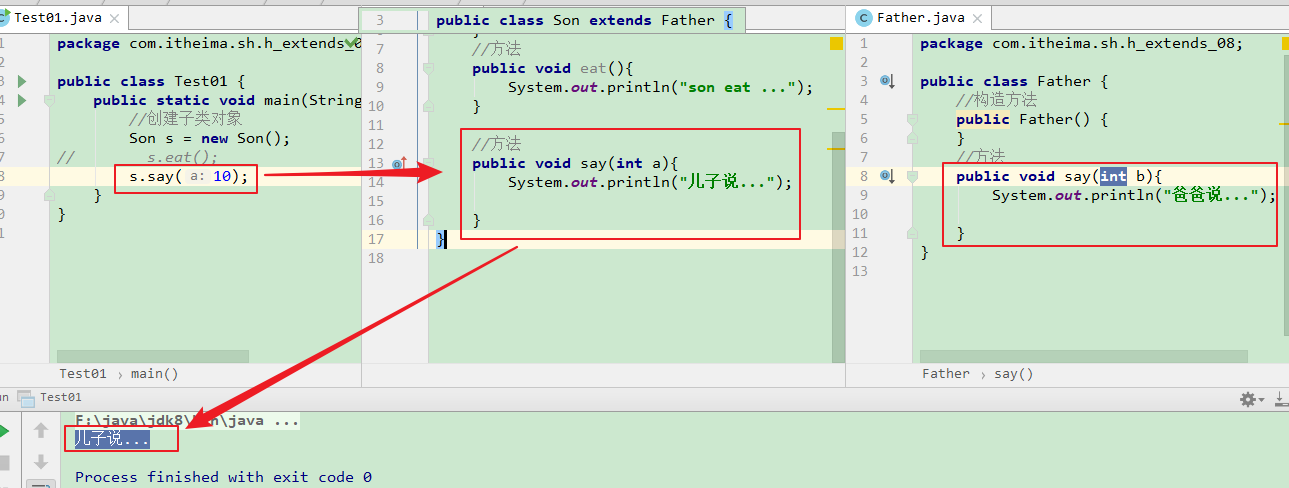 Test01.java
1 package com.itheima.sh.h_extends_0
2
3 public class Test01 {
4 public static void main(String
5 //创建子类对象
6 Son s = new Son();
7 // s.eat();
8 s.say( a: 10);
9 }
0 }
1
Test01 › main()
3 public class Son extends Father {
7 //方法
8 public void eat(){
9 System.out.println("son eat ...");
10 }
11
12 //方法
13 public void say(int a){
14 System.out.println("儿子说...");
15
16 }
17 }
18
Father.java
1 package com.itheima.sh.h_extends_08;
2
3 public class Father {
4 //构造方法
5 public Father() {
6 }
7 //方法
8 public void say(int b){
9 System.out.println("爸爸说...");
10
11 }
12 }
13
Father › say()
Test01
F:\java\jdk8\bin\java ...
儿子说...
Process finished with exit code 0